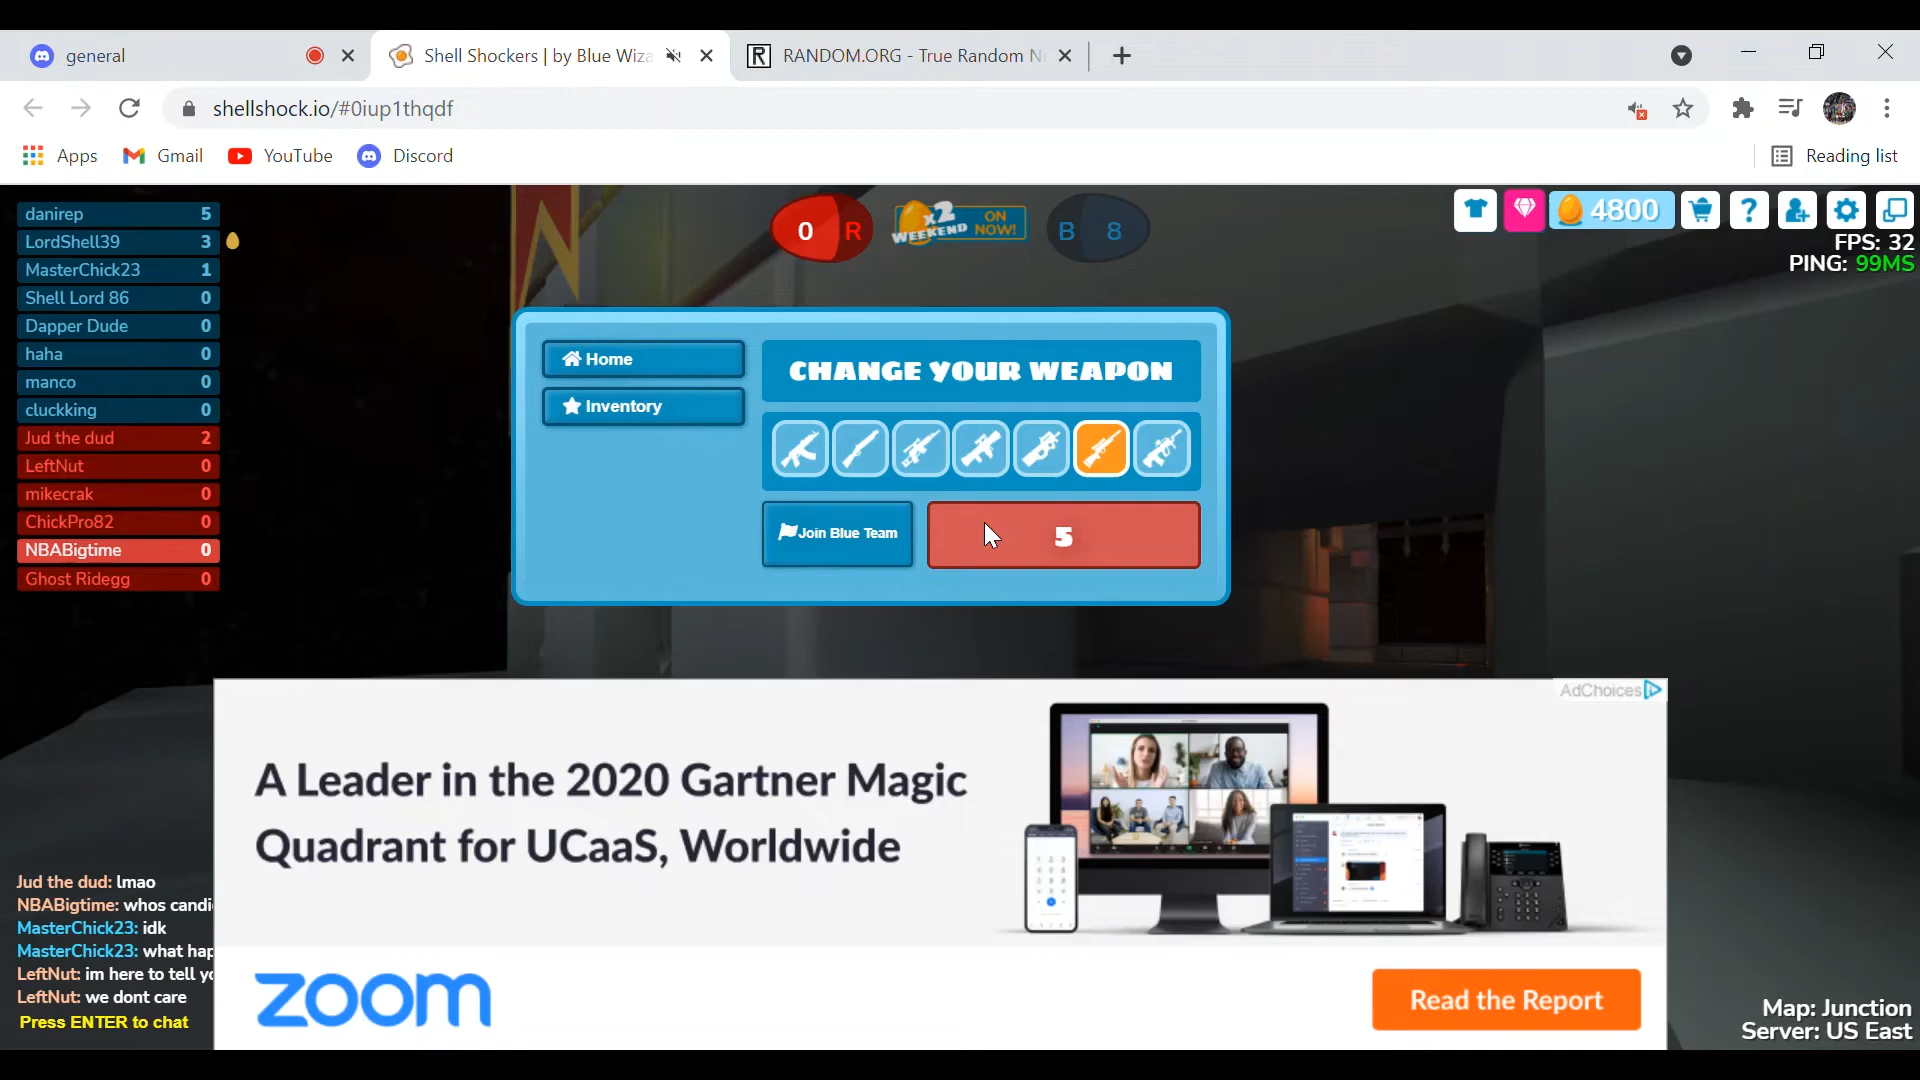 general
Shell Shockers | by Blue Wiza
RANDOM.ORG - True Random N
shellshock.io/#0iup1thqdf
Apps
Gmail
YouTube
Discord
Reading list
danirep 5
LordShell39 3
MasterChick23 1
Shell Lord 86 0
Dapper Dude 0
haha 0
manco 0
cluckking 0
Jud the dud 2
LeftNut 0
mikecrak 0
ChickPro82 0
NBABigtime 0
Ghost Ridegg 0
0 R
x2 WEEKEND ON NOW!
B 8
4800
FPS: 32
PING: 99MS
Home
Inventory
CHANGE YOUR WEAPON
Join Blue Team
5
AdChoices
A Leader in the 2020 Gartner Magic
Quadrant for UCaaS, Worldwide
zoom
Read the Report
Jud the dud: lmao
NBABigtime: whos candi
MasterChick23: idk
MasterChick23: what hap
LeftNut: im here to tell yo
LeftNut: we dont care
Press ENTER to chat
Map: Junction
Server: US East